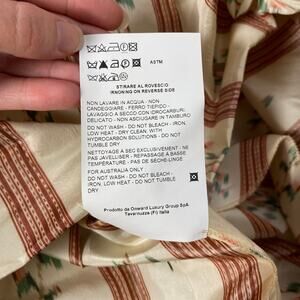 ASTM
STIRARE AL ROVESCIO
IRNONING ON REVERSE SIDE
NON LAVARE IN ACQUA - NON
CANDEGGIARE - FERRO TIEPIDO -
LAVAGGIO A SECCO CON IDROCARBURI
DELICATO - NON ASCIUGARE IN TAMBURO
DO NOT WASH - DO NOT BLEACH - IRON,
LOW HEAT - DRY CLEAN, WITH
HYDROCARBON SOLUTIONS - DO NOT
TUMBLE DRY
NETTOYAGE A SEC EXCLUSIVEMENT - NE
PAS JAVELLISER - REPASSAGE A BASSE
TEMPERATURE - PAS DE SÈCHE-LINGE
FOR AUSTRALIA ONLY
DO NOT WASH - DO NOT BLEACH -
IRON, LOW HEAT - DO NOT TUMBLE
DRY
Prodotto da Onward Luxury Group SpA
Tavarnuzze (Fi) Italia